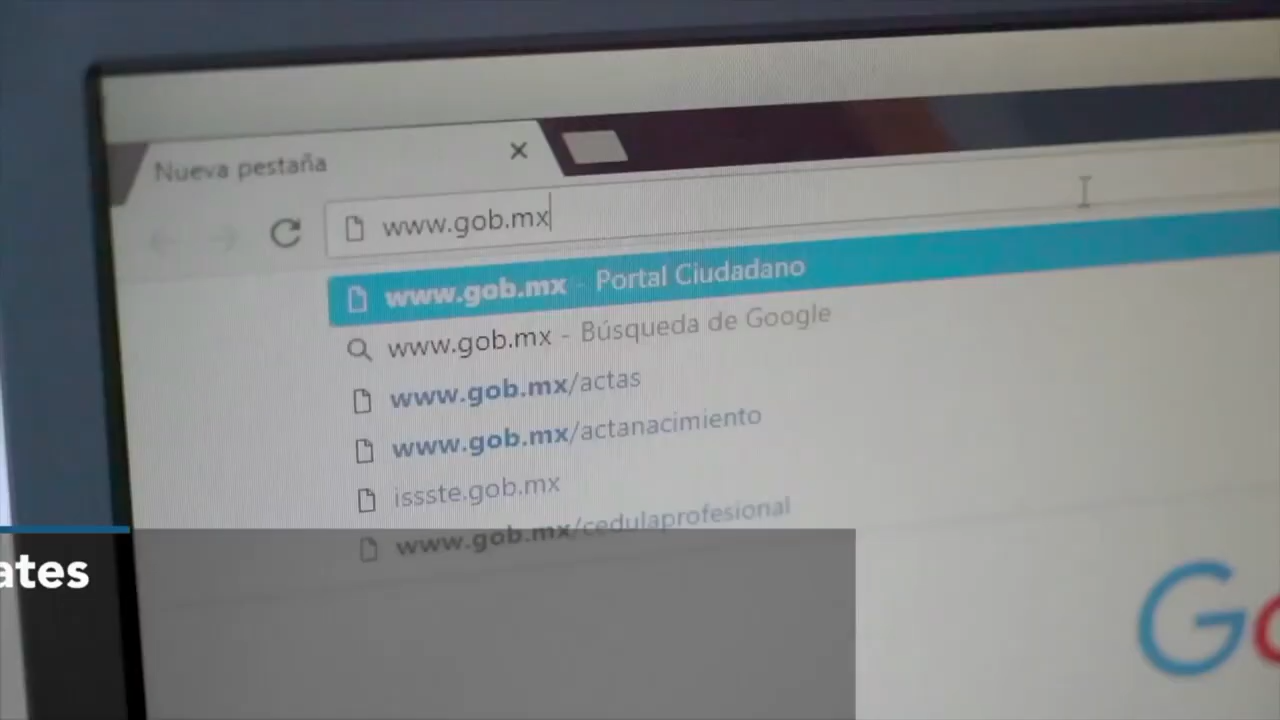 Nueva pestaña
www.gob.mx
www.gob.mx - Portal Ciudadano
www.gob.mx - Búsqueda de Google
www.gob.mx/actas
www.gob.mx/actanacimiento
issste.gob.mx
www.gob.mx/cedulaprofesional
ates
Go